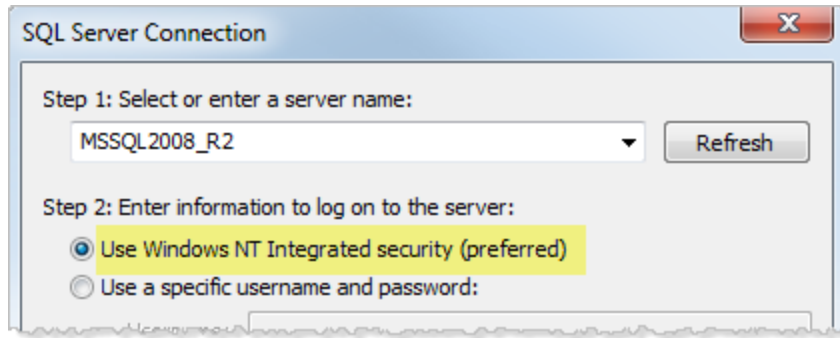 SQL Server Connection
Step 1: Select or enter a server name:
MSSQL2008_R2
Refresh
Step 2: Enter information to log on to the server:
Use Windows NT Integrated security (preferred)
Use a specific username and password: